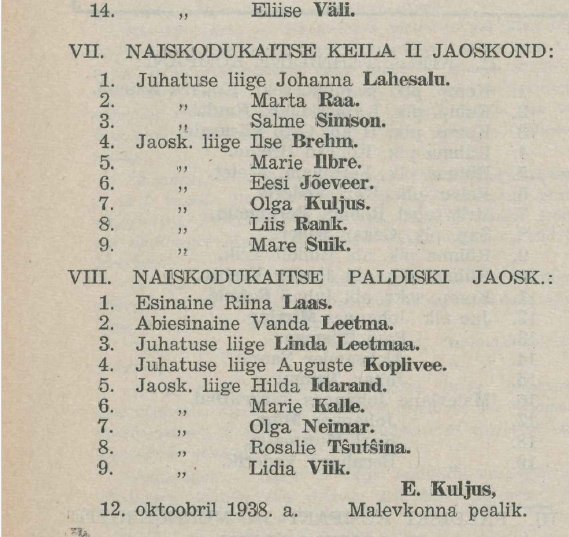 14. „ Eliise Väli.
VII. NAISKODUKAITSE KEILA II JAOSKOND:
1. Juhatuse liige Johanna Lahesalu.
2. „ Marta Raa.
3. „ Salme Simson.
4. Jaosk. liige Ilse Brehm.
5. „ Marie Ilbre.
6. „ Eesi Jõeveer.
7. „ Olga Kuljus.
8. „ Liis Rank.
9. „ Mare Suik.
VIII. NAISKODUKAITSE PALDISKI JAOSK.:
1. Esinaine Riina Laas.
2. Abiesinaine Vanda Leetma.
3. Juhatuse liige Linda Leetmaa.
4. Juhatuse liige Auguste Koplivee.
5. Jaosk. liige Hilda Idarand.
6. „ Marie Kalle.
7. „ Olga Neimar.
8. „ Rosalie Tŝutŝina.
9. „ Lidia Viik.
E. Kuljus,
12. oktoobril 1938. a. Malevkonna pealik.